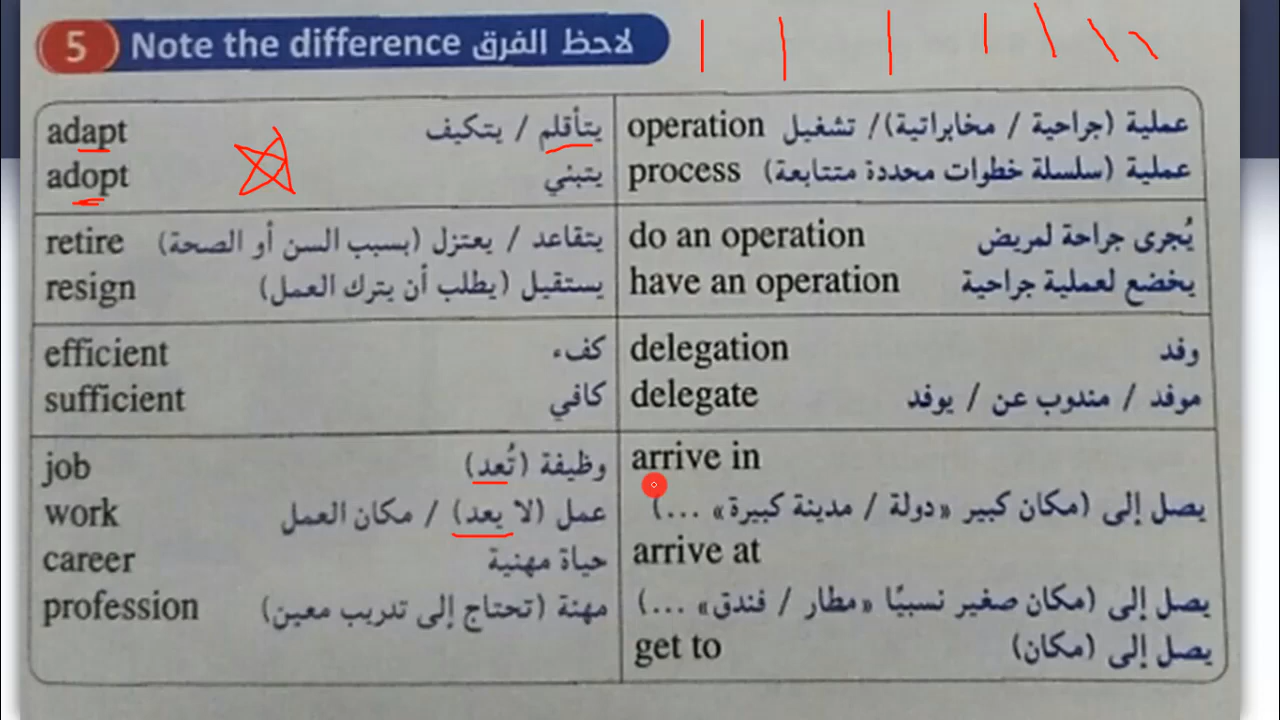 5 Note the difference لاحظ الفرق
adapt يتأقلم / يتكيف
adopt يتبني
retire يتقاعد / يعتزل (بسبب السن أو الصحة)
resign يستقيل (يطلب أن يترك العمل)
efficient كفء
sufficient كافي
job وظيفة (تُعد)
work عمل (لا يعد) / مكان العمل
career حياة مهنية
profession مهنة (تحتاج إلى تدريب معين)
operation عملية (جراحية / مخابراتية)/ تشغيل
process عملية (سلسلة خطوات محددة متتابعة)
do an operation يُجرى جراحة لمريض
have an operation يخضع لعملية جراحية
delegation وفد
delegate موفد / مندوب عن / يوفد
arrive in
يصل إلى (مكان كبير «دولة / مدينة كبيرة» ...)
arrive at
يصل إلى (مكان صغير نسبيًا «مطار / فندق» ...)
get to يصل إلى (مكان)